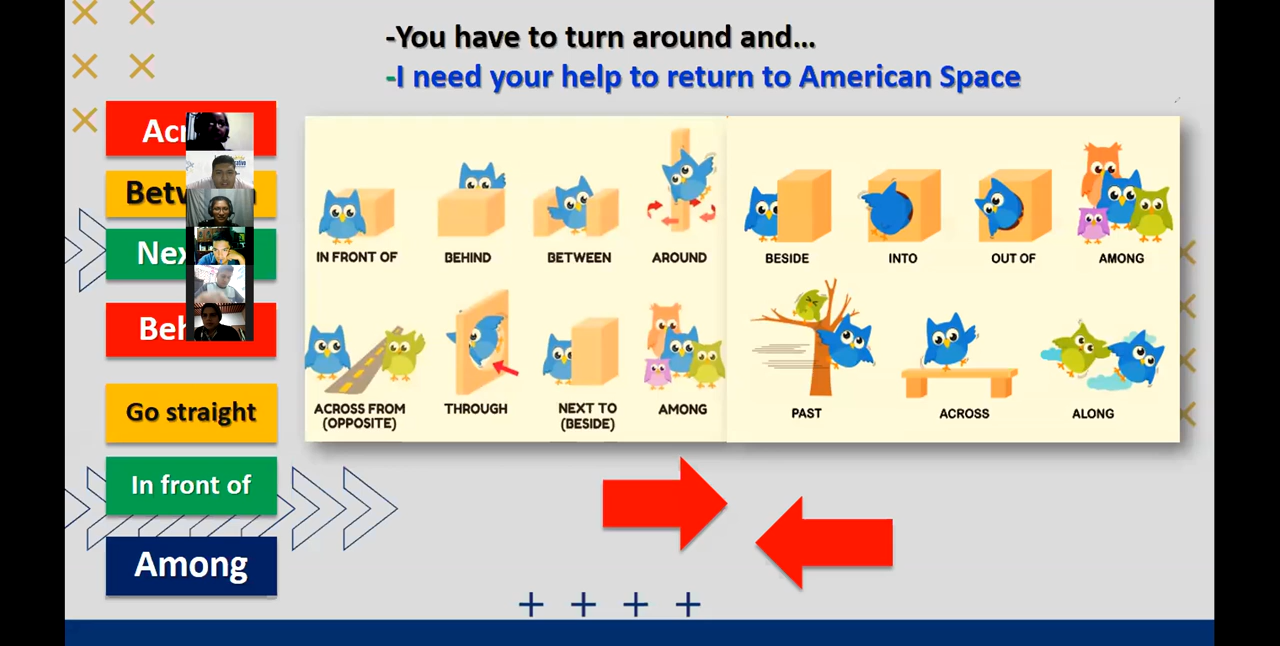 -You have to turn around and...
-I need your help to return to American Space
Go straight
In front of
Among
IN FRONT OF
BEHIND
BETWEEN
AROUND
BESIDE
INTO
OUT OF
AMONG
ACROSS FROM
(OPPOSITE)
THROUGH
NEXT TO
(BESIDE)
AMONG
PAST
ACROSS
ALONG